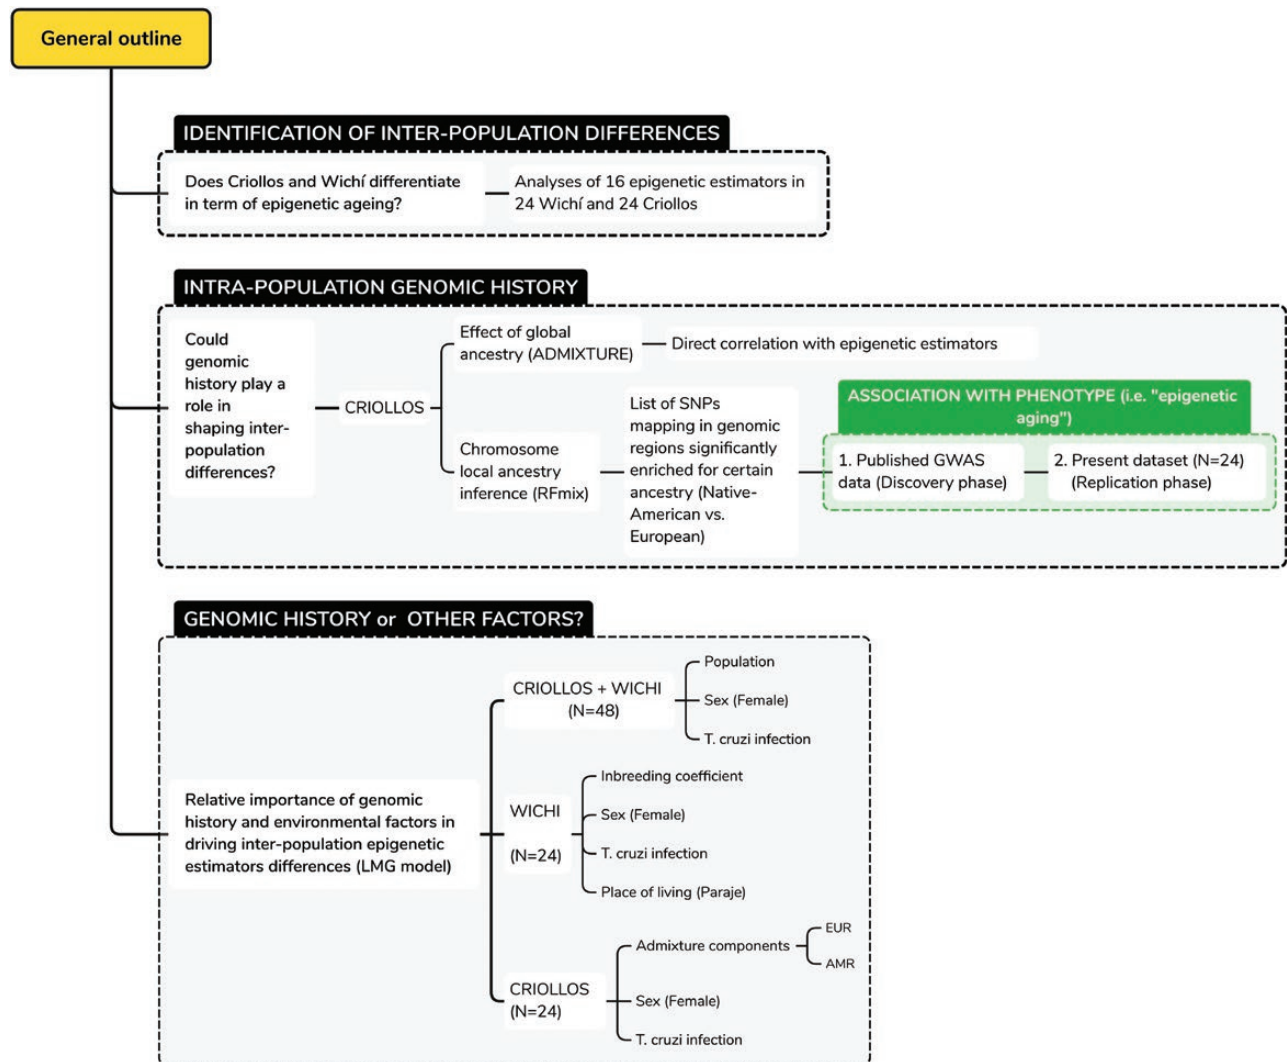 General outline
IDENTIFICATION OF INTER-POPULATION DIFFERENCES
Does Criollos and Wichí differentiate
in term of epigenetic ageing?
Analyses of 16 epigenetic estimators in
24 Wichí and 24 Criollos
INTRA-POPULATION GENOMIC HISTORY
Could
genomic
history play a
role in
shaping inter-
population
differences?
CRIOLLOS
Effect of global
ancestry (ADMIXTURE)
Direct correlation with epigenetic estimators
Chromosome
local ancestry
inference (RFmix)
List of SNPs
mapping in genomic
regions significantly
enriched for certain
ancestry (Native-
American vs.
European)
ASSOCIATION WITH PHENOTYPE (i.e. "epigenetic
aging")
1. Published GWAS
data (Discovery phase)
2. Present dataset (N=24)
(Replication phase)
GENOMIC HISTORY or OTHER FACTORS?
Relative importance of genomic
history and environmental factors in
driving inter-population epigenetic
estimators differences (LMG model)
CRIOLLOS + WICHI
(N=48)
Population
Sex (Female)
T. cruzi infection
WICHI
(N=24)
Inbreeding coefficient
Sex (Female)
T. cruzi infection
Place of living (Paraje)
CRIOLLOS
(N=24)
Admixture components
EUR
AMR
Sex (Female)
T. cruzi infection